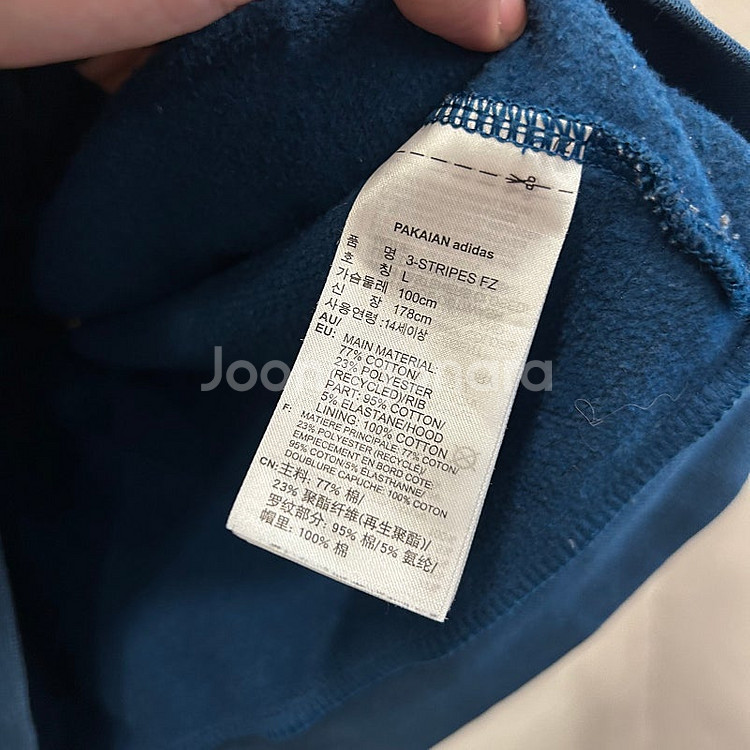 PAKAIAN adidas
품 명 3-STRIPES FZ
호 칭 L
가슴둘레 100cm
신 장 178cm
사용연령:14세이상
AU/
EU: MAIN MATERIAL:
77% COTTON/
23% POLYESTER
(RECYCLED)/RIB
PART: 95% COTTON/
5% ELASTANE/HOOD
LINING: 100% COTTON
F: MATIERE PRINCIPALE: 77% COTON/
23% POLYESTER (RECYCLE)/
EMPIECEMENT EN BORD COTE:
95% COTON/5% ELASTHANNE/
DOUBLURE CAPUCHE: 100% COTON
CN: 主料: 77% 棉/
23% 聚酯纤维(再生聚酯)/
罗纹部分: 95% 棉/5% 氨纶/
帽里: 100% 棉